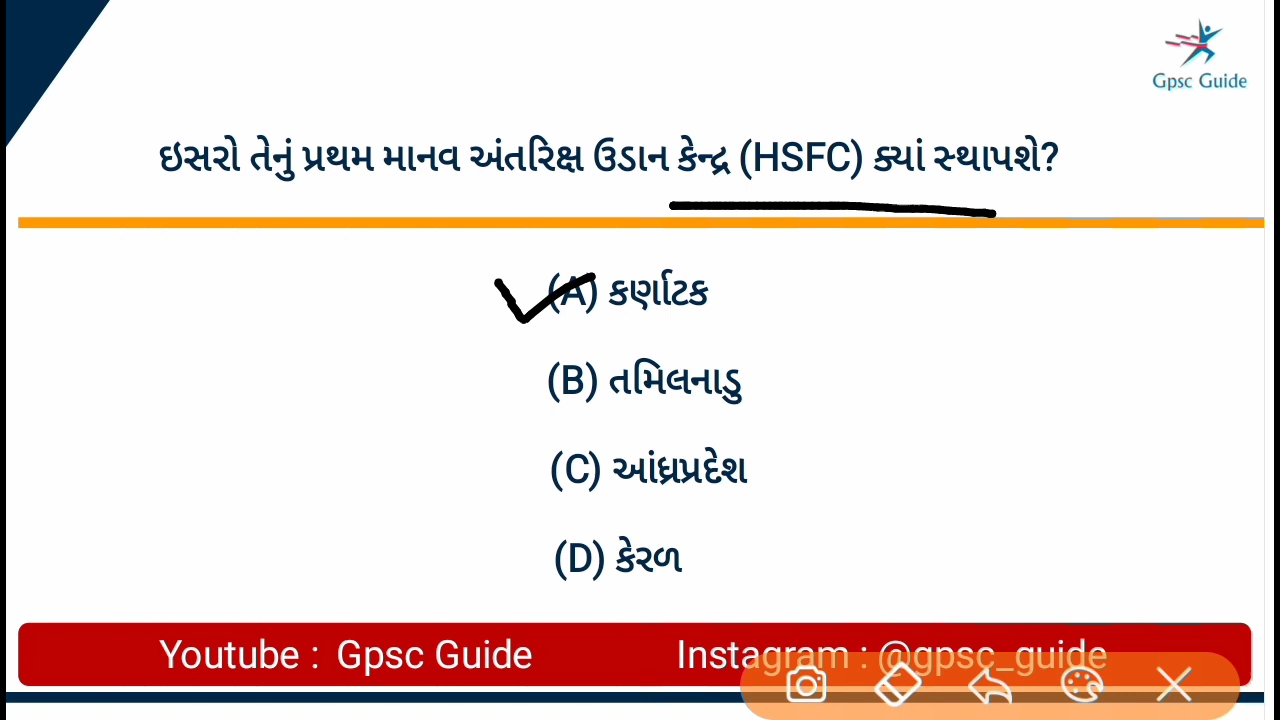 Gpsc Guide
ઇસરો તેનું પ્રથમ માનવ અંતરિક્ષ ઉડાન કેન્દ્ર (HSFC) ક્યાં સ્થાપશે?
(A) કર્ણાટક
(B) તમિલનાડુ
(C) આંધ્રપ્રદેશ
(D) કેરળ
Youtube : Gpsc Guide Instagram : @gpsc_guide